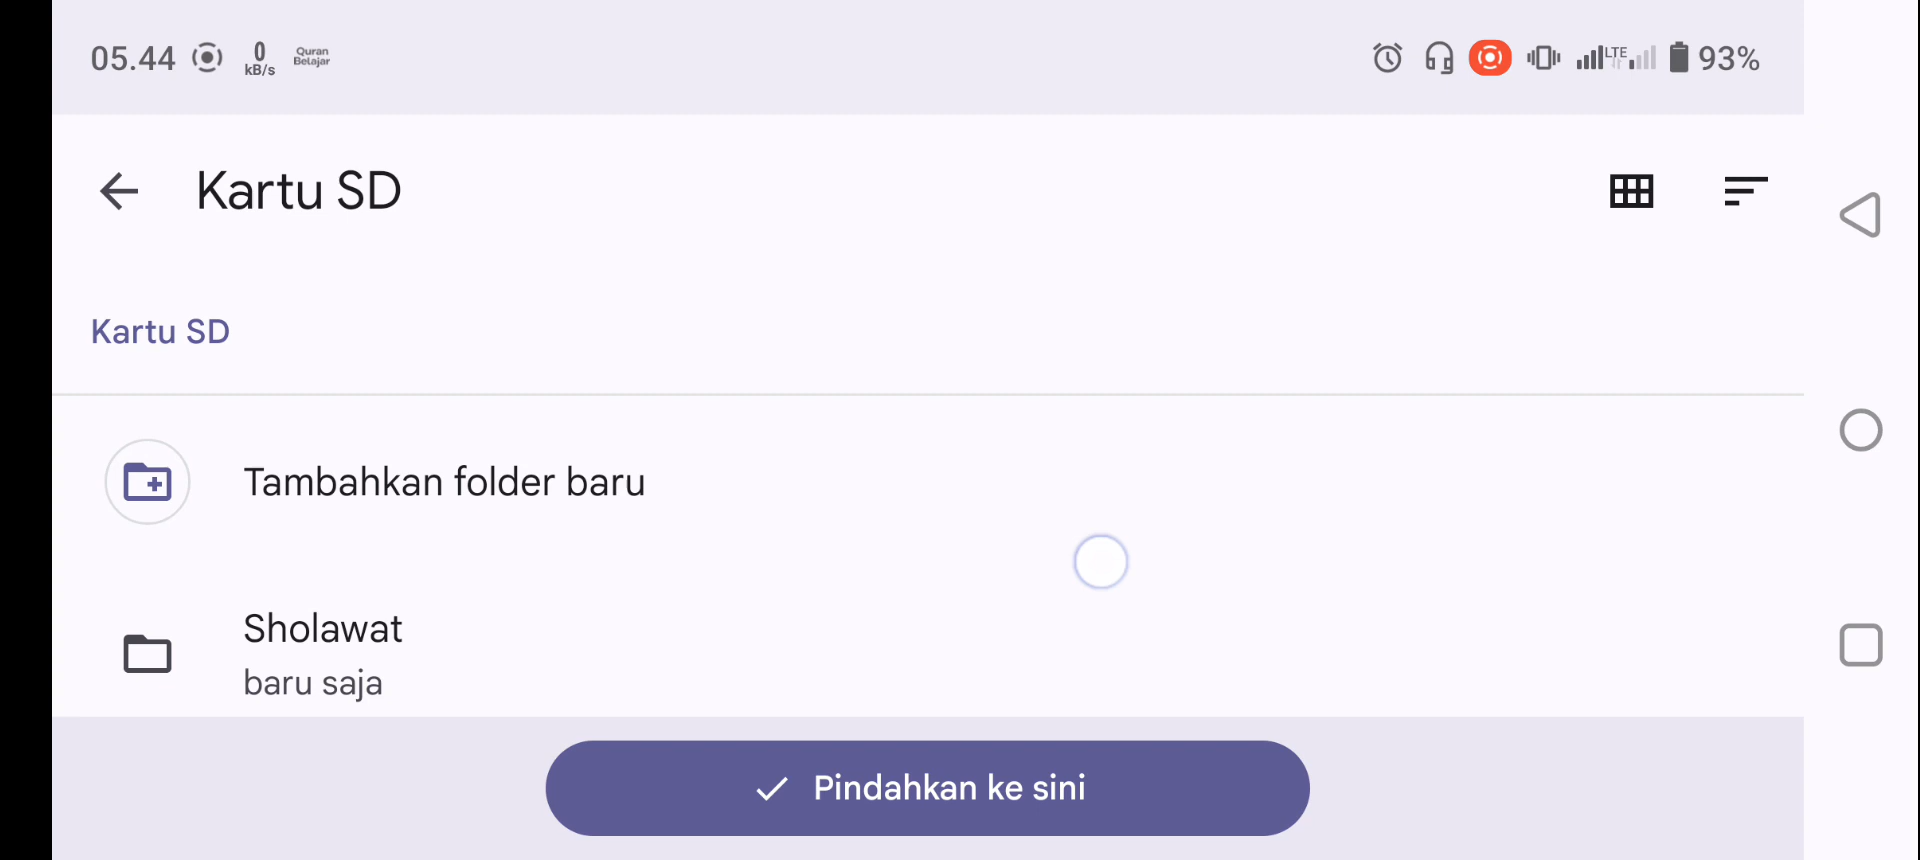 05.44 0 kB/s Quran Belajar LTE 93%
Kartu SD
Kartu SD
Tambahkan folder baru
Sholawat
baru saja
Pindahkan ke sini